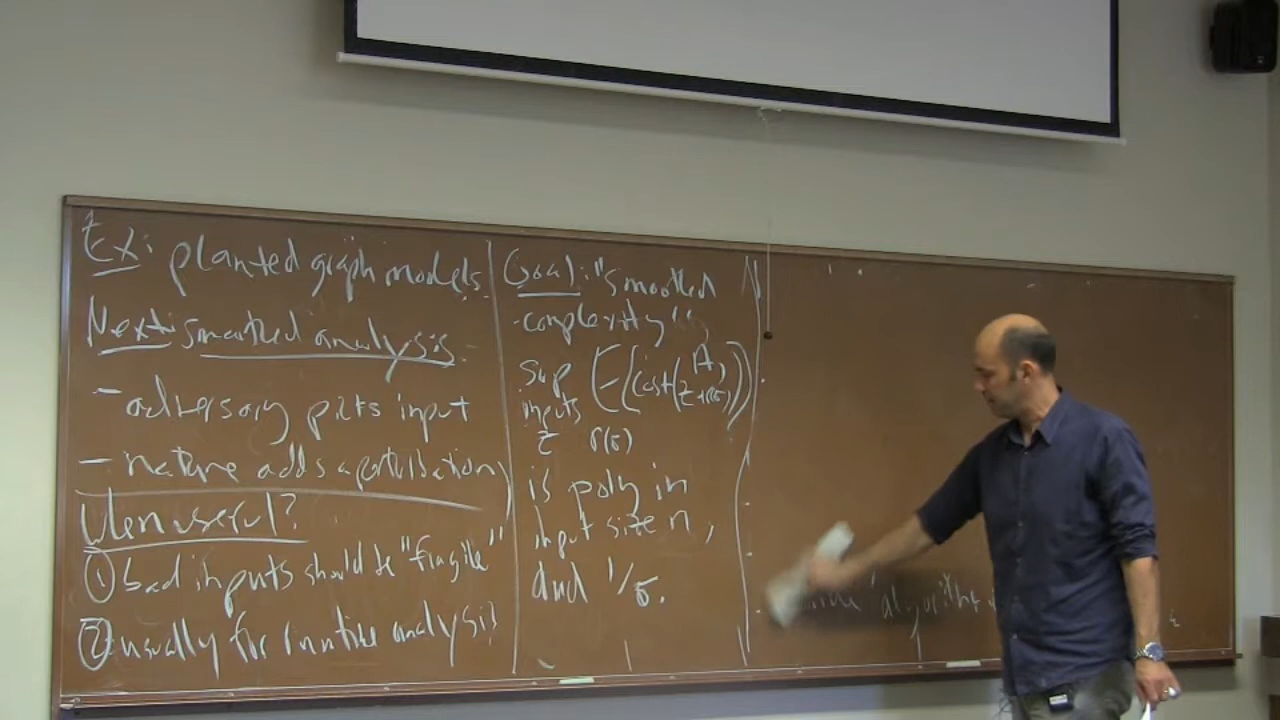 Ex: planted graph models.
Next: smoothed analysis.
- adversary picks input
- nature adds a perturbation
When useful?
① bad inputs should be "fragile"
② usually for runtime analysis
Goal: "smoothed
complexity"
sup E[cost(A,
inputs z+r(σ))]
z r(σ)
is poly in
input size n,
and 1/σ.
algorithm